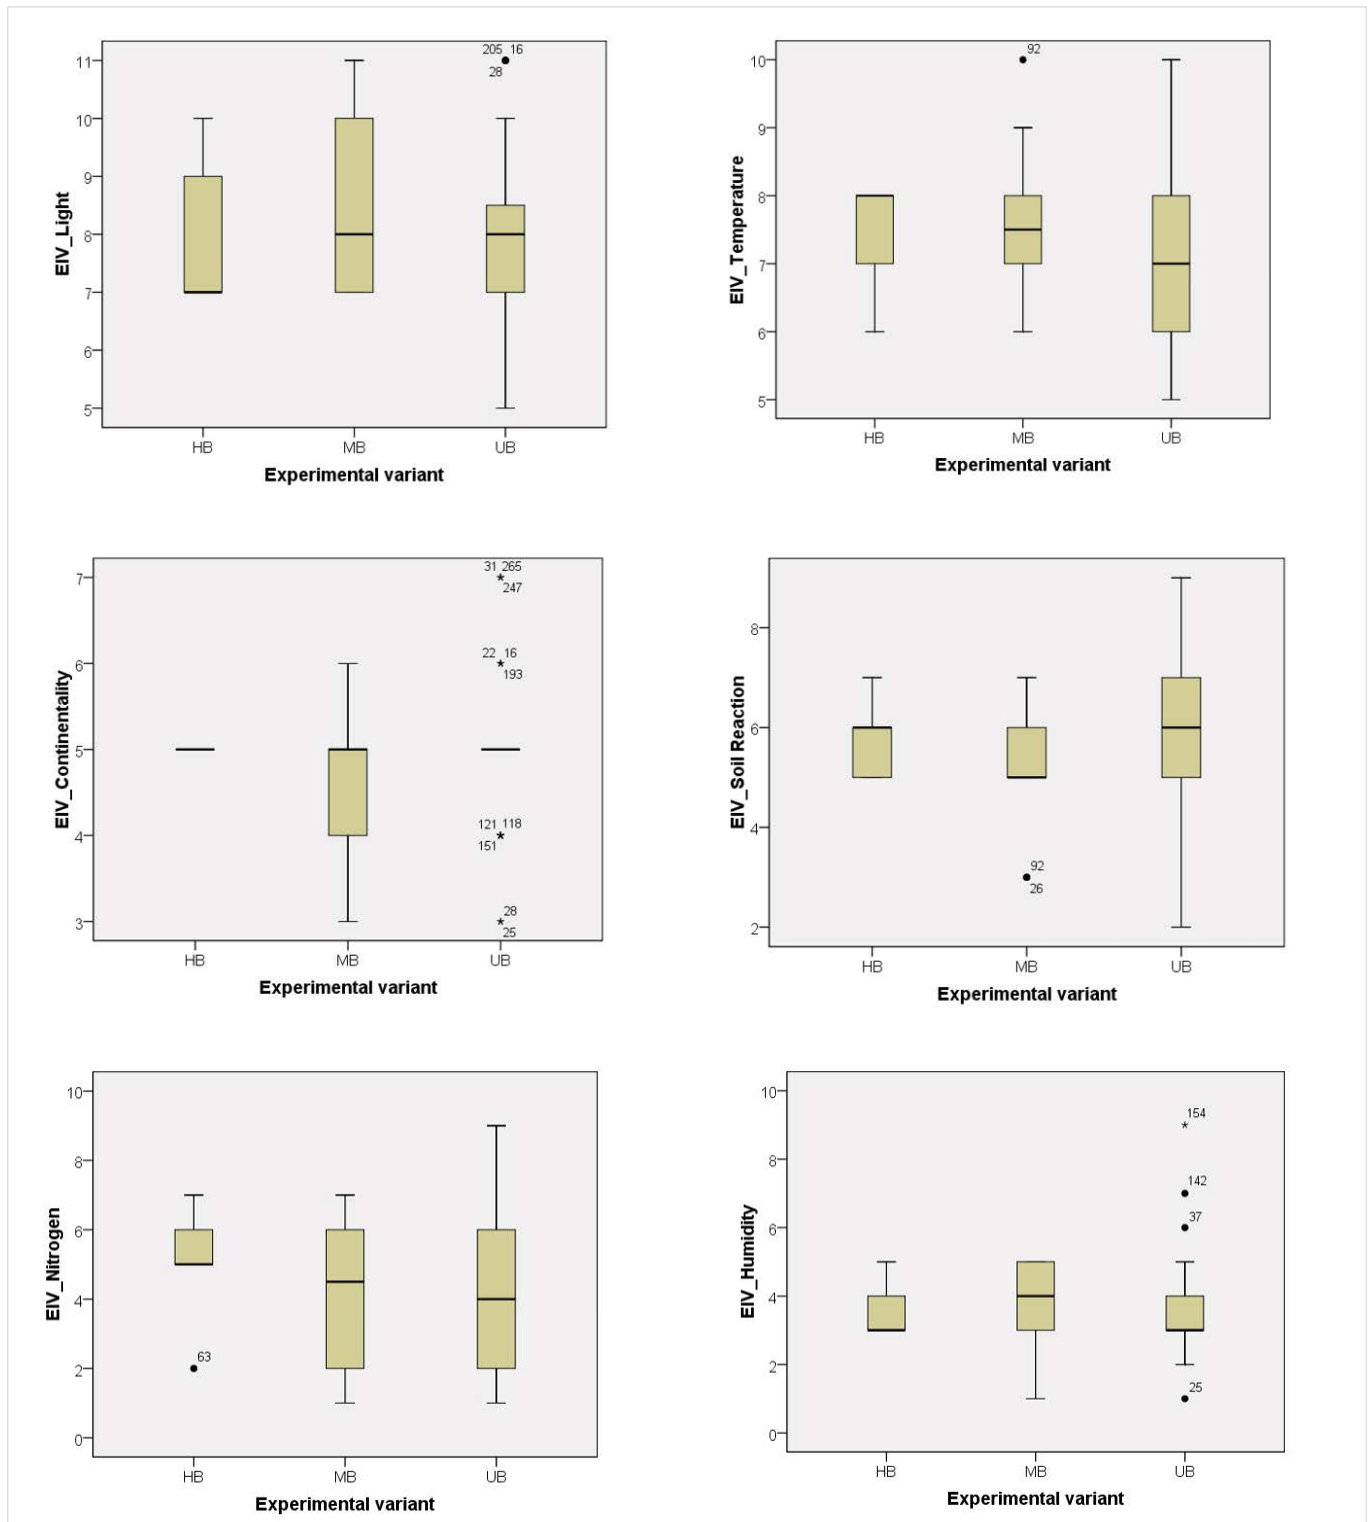 EIV_Light
11
10
9
8
7
6
5
205 16
28
HB MB UB
Experimental variant
EIV_Temperature
10
9
8
7
6
5
92
HB MB UB
Experimental variant
EIV_Continentality
7
6
5
4
3
31 265
247
22 16
193
121 118
151
28
25
HB MB UB
Experimental variant
EIV_Soil Reaction
8
6
4
2
92
26
HB MB UB
Experimental variant
EIV_Nitrogen
10
8
6
4
2
0
63
HB MB UB
Experimental variant
EIV_Humidity
10
8
6
4
2
0
154
142
37
25
HB MB UB
Experimental variant